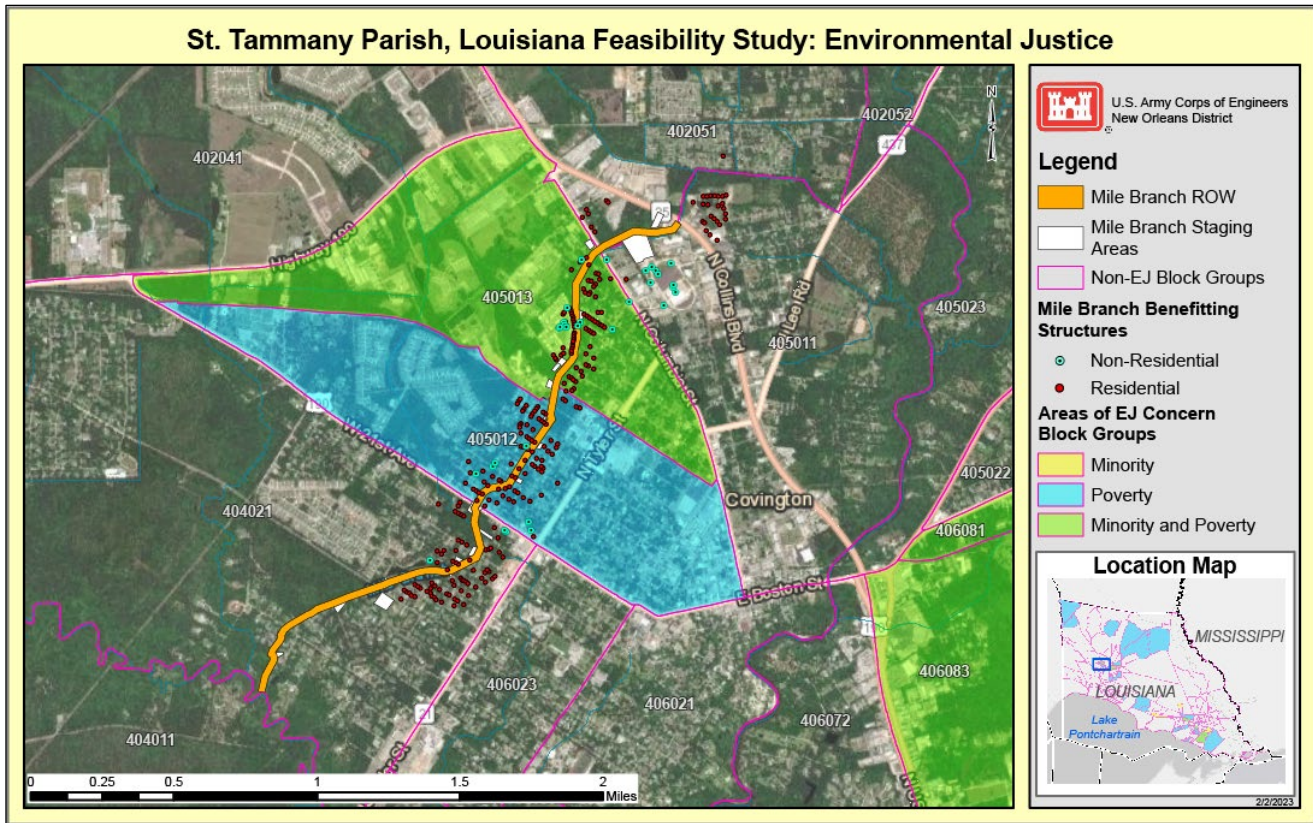 St. Tammany Parish, Louisiana Feasibility Study: Environmental Justice
N
402052
402051
437
402041
25
Highway 190
N Collins Blvd
N Lee Rd
405013
405023
405011
N Columbia St
190
W 21st Ave
405012
N Tyler St
405022
Covington
404021
406081
E Boston St
406083
406023
406021
406072
21
404011
0 0.25 0.5 1 1.5 2
Miles
U.S. Army Corps of Engineers
New Orleans District
Legend
Mile Branch ROW
Mile Branch Staging
Areas
Non-EJ Block Groups
Mile Branch Benefitting
Structures
Non-Residential
Residential
Areas of EJ Concern
Block Groups
Minority
Poverty
Minority and Poverty
Location Map
MISSISSIPPI
LOUISIANA
Lake
Pontchartrain
2/2/2023